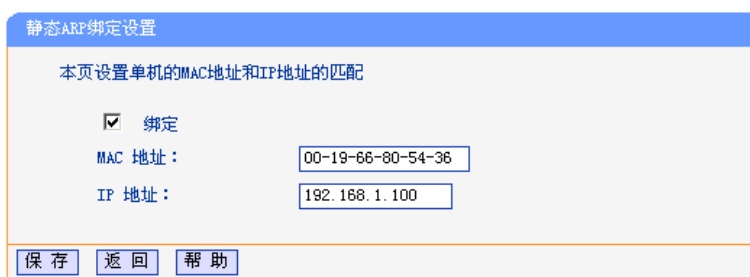 静态ARP绑定设置
本页设置单机的MAC地址和IP地址的匹配
绑定
MAC 地址： 00-19-66-80-54-36
IP 地址： 192.168.1.100
保 存 返 回 帮 助